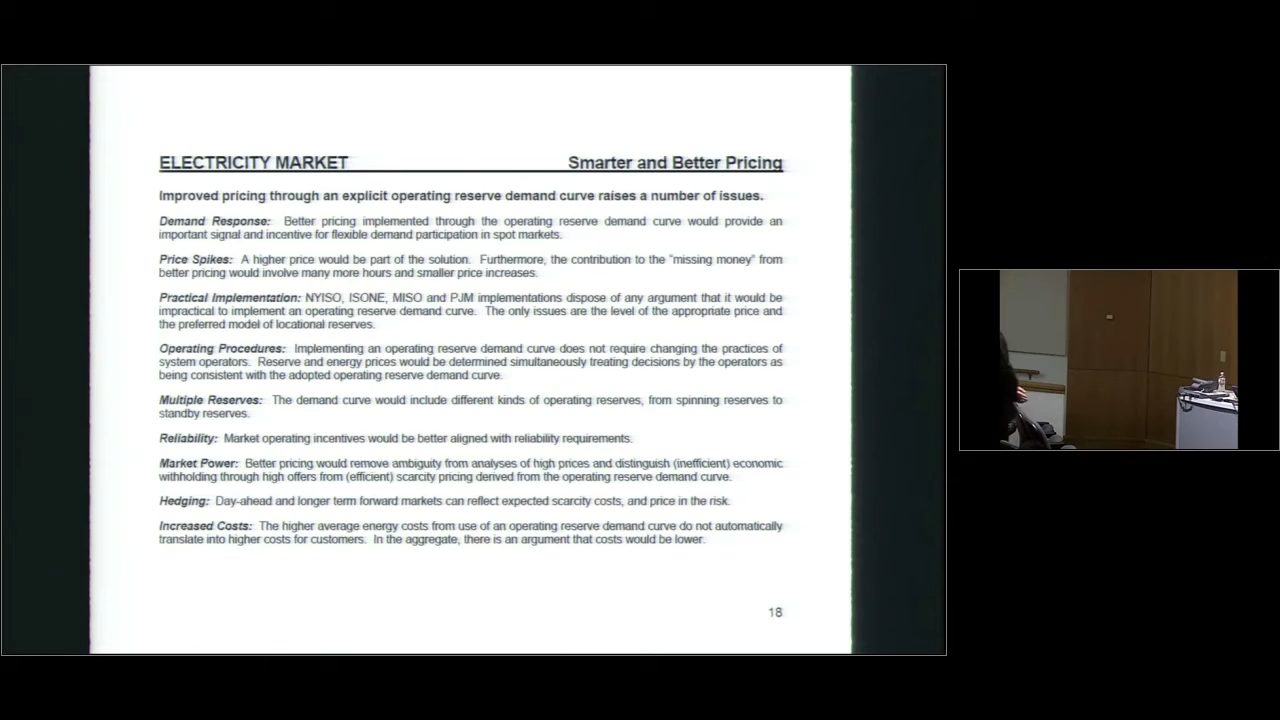 ELECTRICITY MARKET Smarter and Better Pricing
Improved pricing through an explicit operating reserve demand curve raises a number of issues.
Demand Response: Better pricing implemented through the operating reserve demand curve would provide an
important signal and incentive for flexible demand participation in spot markets.
Price Spikes: A higher price would be part of the solution. Furthermore, the contribution to the "missing money" from
better pricing would involve many more hours and smaller price increases.
Practical Implementation: NYISO, ISONE, MISO and PJM implementations dispose of any argument that it would be
impractical to implement an operating reserve demand curve. The only issues are the level of the appropriate price and
the preferred model of locational reserves.
Operating Procedures: Implementing an operating reserve demand curve does not require changing the practices of
system operators. Reserve and energy prices would be determined simultaneously treating decisions by the operators as
being consistent with the adopted operating reserve demand curve.
Multiple Reserves: The demand curve would include different kinds of operating reserves, from spinning reserves to
standby reserves.
Reliability: Market operating incentives would be better aligned with reliability requirements.
Market Power: Better pricing would remove ambiguity from analyses of high prices and distinguish (inefficient) economic
withholding through high offers from (efficient) scarcity pricing derived from the operating reserve demand curve.
Hedging: Day-ahead and longer term forward markets can reflect expected scarcity costs, and price in the risk.
Increased Costs: The higher average energy costs from use of an operating reserve demand curve do not automatically
translate into higher costs for customers. In the aggregate, there is an argument that costs would be lower.
18